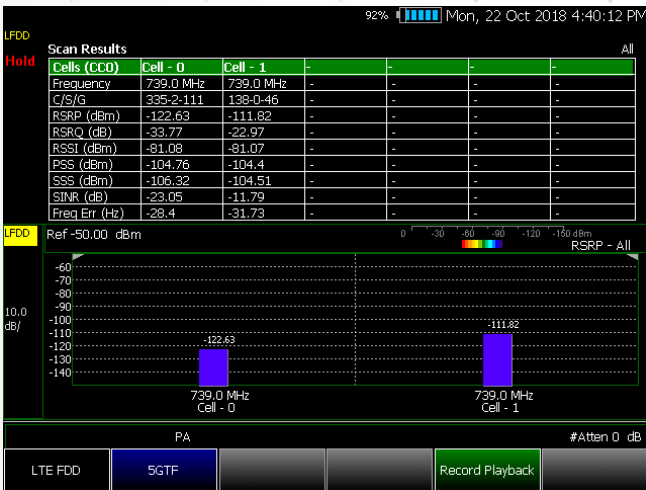 92% Mon, 22 Oct 2018 4:40:12 PM
LFDD
Hold
Scan Results All
Cells (CC0) Cell - 0 Cell - 1 - - - -
Frequency 739.0 MHz 739.0 MHz - - - -
C/S/G 335-2-111 138-0-46 - - - -
RSRP (dBm) -122.63 -111.82 - - - -
RSRQ (dB) -33.77 -22.97 - - - -
RSSI (dBm) -81.08 -81.07 - - - -
PSS (dBm) -104.76 -104.4 - - - -
SSS (dBm) -106.32 -104.51 - - - -
SINR (dB) -23.05 -11.79 - - - -
Freq Err (Hz) -28.4 -31.73 - - - -
LFDD Ref -50.00 dBm 0 -30 -60 -90 -120 -150 dBm
RSRP - All
-60
-70
-80
-90
10.0
dB/
-100
-110
-120
-130
-140
-122.63
-111.82
739.0 MHz 739.0 MHz
Cell - 0 Cell - 1
PA #Atten 0 dB
LTE FDD 5GTF Record Playback